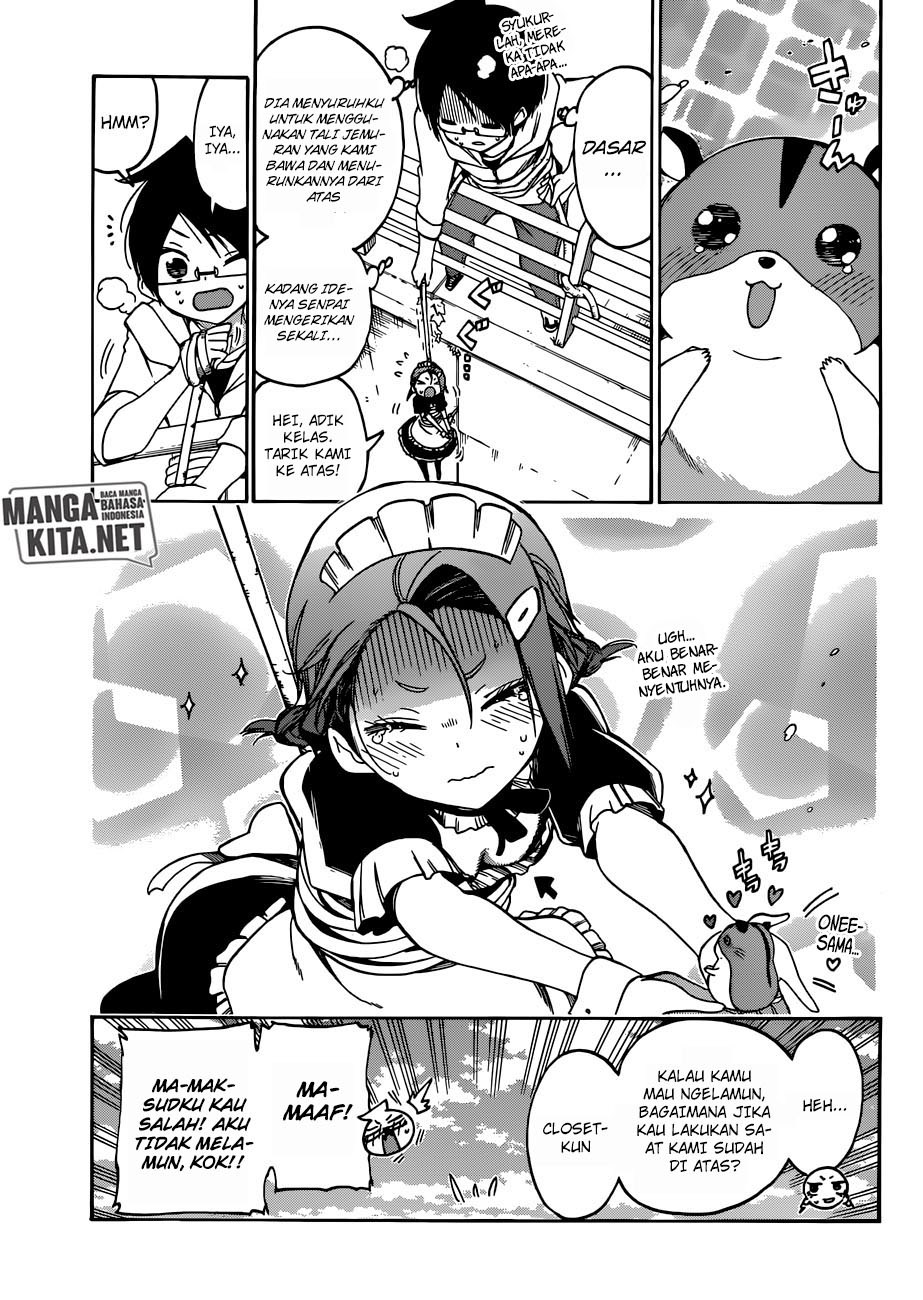 キュ
ーん
SYUKUR-
LAH, MERE-
KA TIDAK
APA-APA...
DASAR
...
DIA MENYURUHKU
UNTUK MENGGU-
NAKAN TALI JEMU-
RAN YANG KAMI
BAWA DAN MENU-
RUNKANNYA DARI
ATAS
KADANG IDE-
NYA SENPAI
MENGERIKAN
SEKALI...
HEI, ADIK
KELAS.
TARIK KAMI
KE ATAS!
IYA,
IYA...
HMM?
MANGA
KITA.NET
BACA MANGA
BAHASA
INDONESIA
UGH...
AKU BENAR-
BENAR ME-
NYENTUHNYA.
ONEE-
SAMA...
HEH...
KALAU KAMU
MAU NGELAMUN,
BAGAIMANA JIKA
KAU LAKUKAN SA-
AT KAMI SUDAH
DI ATAS?
CLOSET-
KUN
MA-
MAAF!
MA-MAK-
SUDKU KAU
SALAH! AKU
TIDAK MELA-
MUN, KOK!!